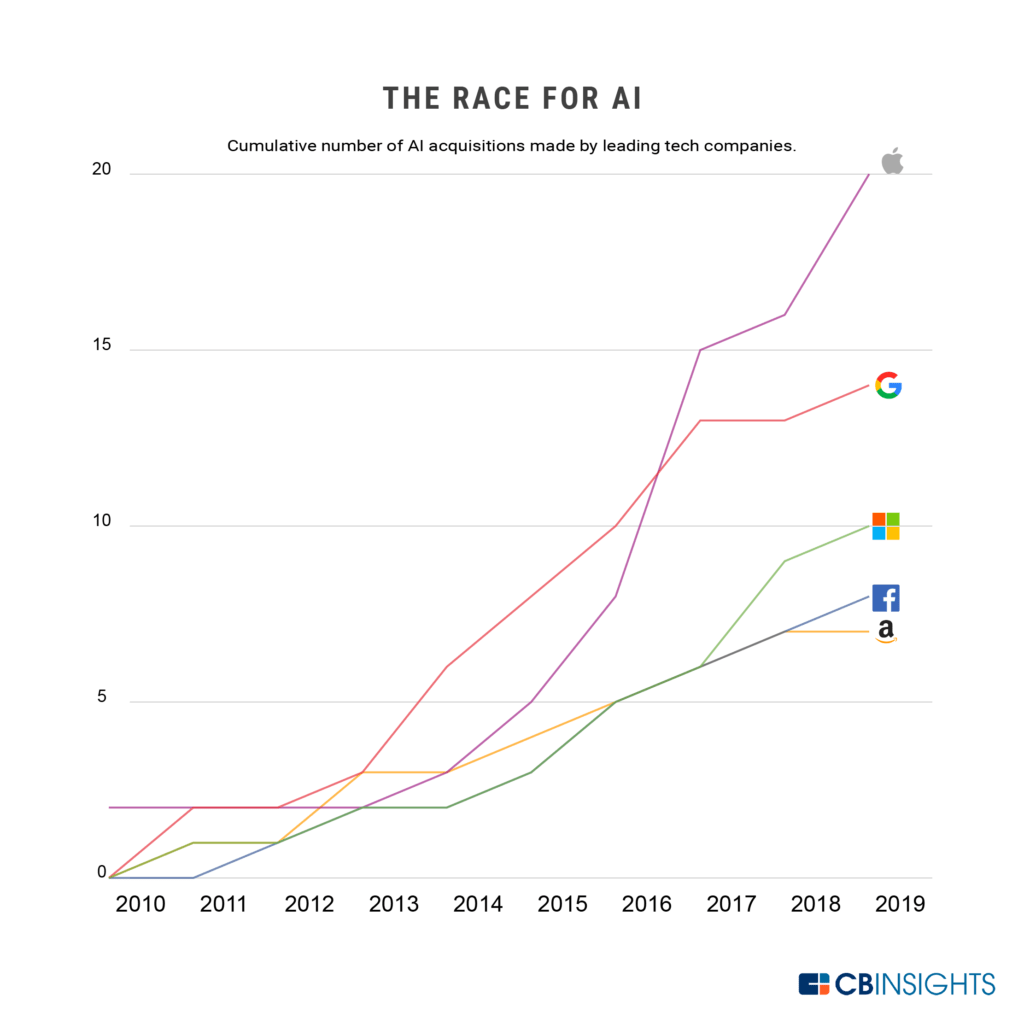 THE RACE FOR AI
Cumulative number of AI acquisitions made by leading tech companies.
20
15
10
5
0
2010 2011 2012 2013 2014 2015 2016 2017 2018 2019
G
f
a
CBINSIGHTS